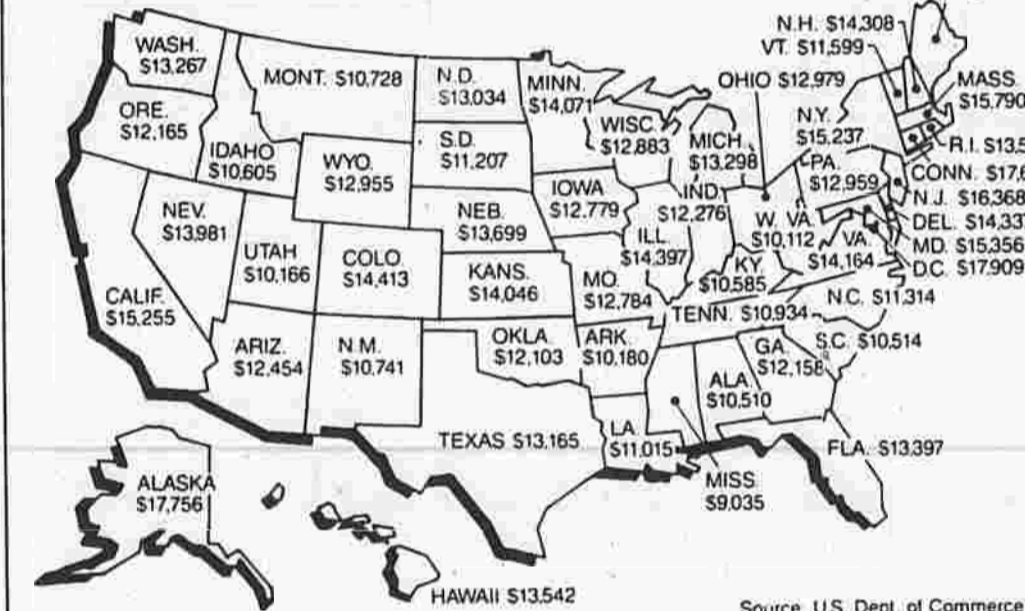 N.H. $14,308
VT. $11,599
WASH.
$13,267
MONT. $10,728
N.D.
$13,034
MINN.
$14,071
OHIO $12,979
MASS.
$15,790
ORE.
$12,165
IDAHO
$10,605
WYO.
$12,955
S.D.
$11,207
WISC.
$12,883
MICH.
$13,298
N.Y.
$15,237
R.I.
PA.
$12,959
CONN.
N.J. $16,368
DEL.
MD. $15,356
D.C. $17,909
NEV.
$13,981
UTAH
$10,166
COLO.
$14,413
NEB.
$13,699
IOWA
$12,779
ILL.
$14,397
IND.
$12,276
W. VA.
$10,112
VA.
$14,164
CALIF.
$15,255
KANS.
$14,046
MO.
$12,784
KY.
$10,585
TENN. $10,934
N.C. $11,314
S.C. $10,514
ARIZ.
$12,454
N.M.
$10,741
OKLA.
$12,103
ARK.
$10,180
GA.
$12,158
ALA.
$10,510
TEXAS $13,165
LA.
$11,015
MISS.
$9,035
FLA. $13,397
ALASKA
$17,756
HAWAII $13,542
Source: U.S. Dept. of Commerce